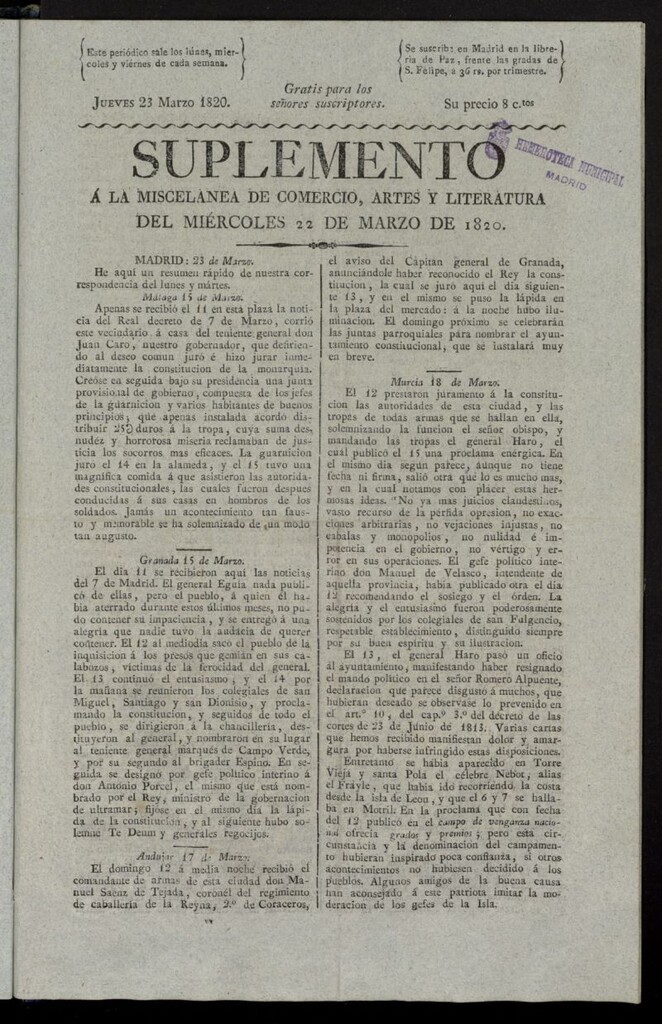 Este periódico sale los lúnes, miér-
coles y viérnes de cada semana.
Se suscribe en Madrid en la libre-
ria de Paz, frente las gradas de
S. Felipe, a 36 rs. por trimestre.
JUEVES 23 MARZO 1820.
Gratis para los
señores suscriptores.
Su precio 8 c.tos
SUPLEMENTO
HEMEROTECA MUNICIPAL
MADRID
Á LA MISCELANEA DE COMERCIO, ARTES Y LITERATURA
DEL MIÉRCOLES 22 DE MARZO DE 1820.
MADRID: 23 de Marzo.
He aquí un resumen rápido de nuestra cor-
respondencia del lunes y mártes.
Málaga 15 de Marzo.
Apenas se recibió el 11 en esta plaza la noti-
cia del Real decreto de 7 de Marzo, corrió
este vecindario á casa del teniente general don
Juan Caro, nuestro gobernador, que defirien-
do al deseo comun juró é hizo jurar inme-
diatamente la constitucion de la monarquía.
Creóse en seguida bajo su presidencia una junta
provisional de gobierno, compuesta de los jefes
de la guarnicion y varios habitantes de buenos
principios, que apenas instalada acordó dis-
tribuir duros á la tropa, cuya suma des-
nudéz y horrorosa miseria reclamaban de jus-
ticia los socorros mas eficaces. La guarnicion
juró el 14 en la alameda, y el 15 tuvo una
magnífica comida á que asistieron las autorida-
des constitucionales, las cuales fueron despues
conducidas á sus casas en hombros de los
soldados. Jamás un acontecimiento tan faus-
to y memorable se ha solemnizado de un modo
tan augusto.
Granada 15 de Marzo.
El dia 11 se recibieron aquí las noticias
del 7 de Madrid. El general Eguía nada publi-
có de ellas, pero el pueblo, á quien él ha-
bia aterrado durante estos últimos meses, no pu-
do contener su impaciencia, y se entregó á una
alegria que nadie tuvo la audacia de querer
contener. El 12 al mediodia sacó el pueblo de la
inquisicion á los presos que gemian en sus ca-
labozos, víctimas de la ferocidad del general.
El 13 continuó el entusiasmo; y el 14 por
la mañana se reunieron los colegiales de san
Miguel, Santiago y san Dionisio, y procla-
mando la constitucion, y seguidos de todo el
pueblo, se dirigieron á la chancillería, des-
tituyeron al general, y nombraron en su lugar
al teniente general marqués de Campo Verde,
y por su segundo al brigader Espino. En se-
guida se designó por gefe político interino á
don António Porcel, el mismo que está nom-
brado por el Rey, ministro de la gobernacion
de ultramar; fijóse en el mismo dia la lápi-
da de la constitucion, y al siguiente hubo so-
lemne Te Deum y generales regocijos.
Andujar 17 de Marzo.
El domingo 12 á media noche recibió el
comandante de armas de esta ciudad don Ma-
nuel Saenz de Tejada, coronel del regimiento
de caballería de la Reyna, 2.º de Coraceros,
el aviso del Capitan general de Granada,
anunciándole haber reconocido el Rey la cons-
titucion, la cual se juró aquí el dia siguien-
te 13, y en el mismo se puso la lápida en
la plaza del mercado: á la noche hubo ilu-
minacion. El domingo próximo se celebrarán
las juntas parroquiales para nombrar el ayun-
tamiento constitucional, que se instalará muy
en breve.
Murcia 18 de Marzo.
El 12 prestaron juramento á la constitu-
cion las autoridades de esta ciudad, y las
tropas de todas armas que se hallan en ella,
solemnizando la funcion el señor obispo, y
mandando las tropas el general Haro, el
cual publicó el 15 una proclama enérgica. En
el mismo dia segun parece, aunque no tiene
fecha ni firma, salió otra que lo es mucho mas,
y en la cual notamos con placer estas her-
mosas ideas. "No ya mas juicios clandestinos,
vasto recurso de la pérfida opresion, no exac-
ciones arbitrarias, no vejaciones injustas, no
cabalas y monopolios, no nulidad é im-
potencia en el gobierno, no vértigo y er-
ror en sus operaciones. El gefe político inte-
rino don Manuel de Velasco, intendente de
aquella provincia, habia publicado otra el dia
12 recomendando el sosiego y el órden. La
alegria y el entusiasmo fueron poderosamente
sostenidos por los colegiales de san Fulgencio,
respetable establecimiento, distinguido siempre
por su buen espíritu y su ilustracion.
El 13, el general Haro pasó un oficio
al ayuntamiento, manifestando haber resignado
el mando político en el señor Romero Alpuente,
declaracion que parece disgustó á muchos, que
hubieran deseado se observase lo prevenido en
el art.º 10, del cap.º 3.º del decreto de las
cortes de 23 de Junio de 1813. Varias cartas
que hemos recibido manifiestan dolor y amar-
gura por haberse infringido estas disposiciones.
Entretanto se habia aparecido en Torre
Vieja y santa Pola el célebre Nebot, alias
el Frayle, que habia ido recorriendo la costa
desde la isla de Leon, y que el 6 y 7 se halla-
ba en Motril. En la proclama que con fecha
del 12 publicó en el campo de venganza nacio-
nal ofrecia grados y premios; pero esta cir-
cunstancia y la denominacion del campamen-
to hubieran inspirado poca confianza, si otros
acontecimientos no hubiesen decidido á los
pueblos. Algunos amigos de la buena causa
han aconsejado á este patriota imitar la mo-
deracion de los gefes de la Isla.